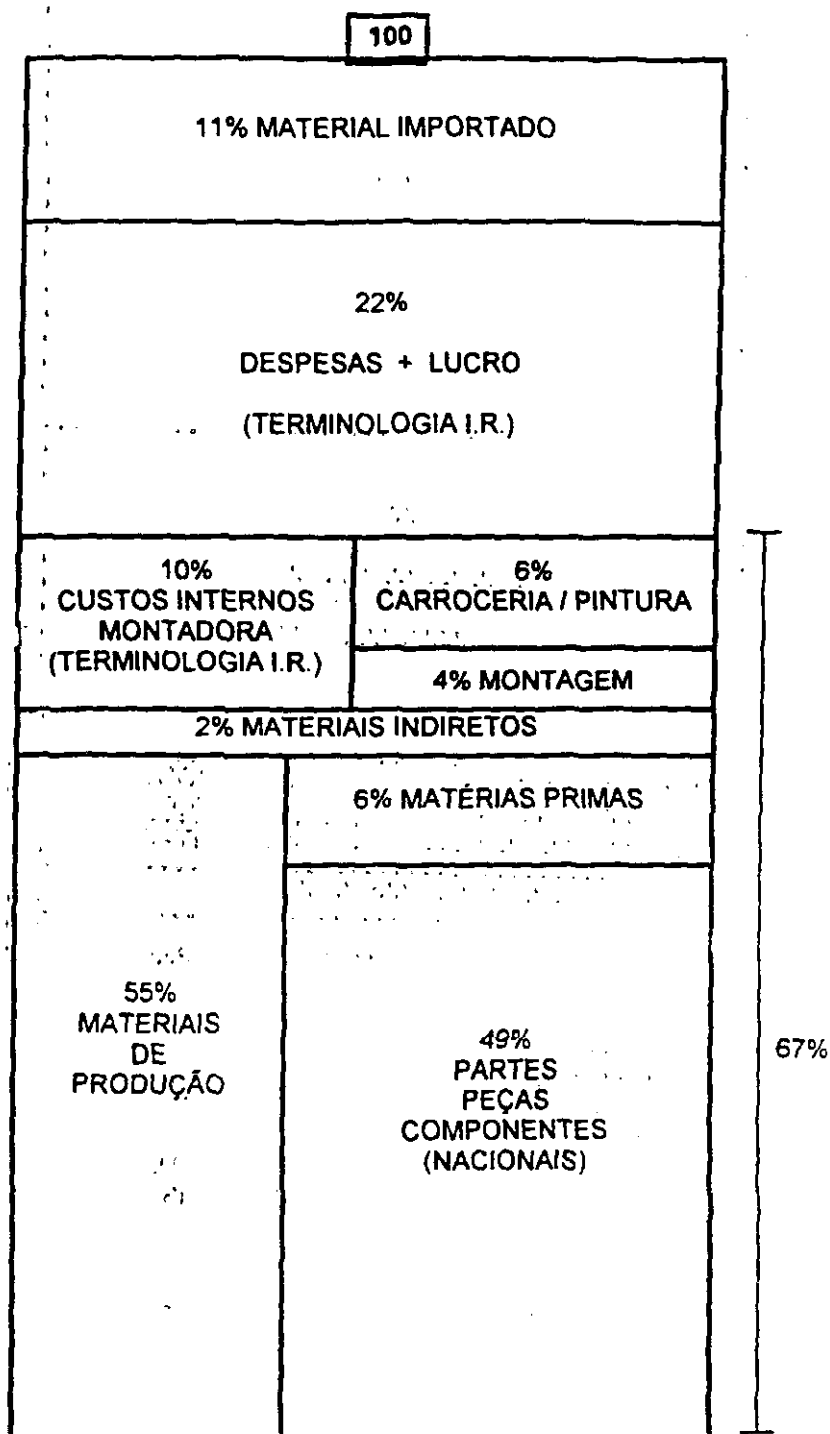 100
11% MATERIAL IMPORTADO
22%
DESPESAS + LUCRO
(TERMINOLOGIA I.R.)
10%
CUSTOS INTERNOS
MONTADORA
(TERMINOLOGIA I.R.)
6%
CARROCERIA / PINTURA
4% MONTAGEM
2% MATERIAIS INDIRETOS
6% MATÉRIAS PRIMAS
55%
MATERIAIS
DE
PRODUÇÃO
49%
PARTES
PEÇAS
COMPONENTES
(NACIONAIS)
67%